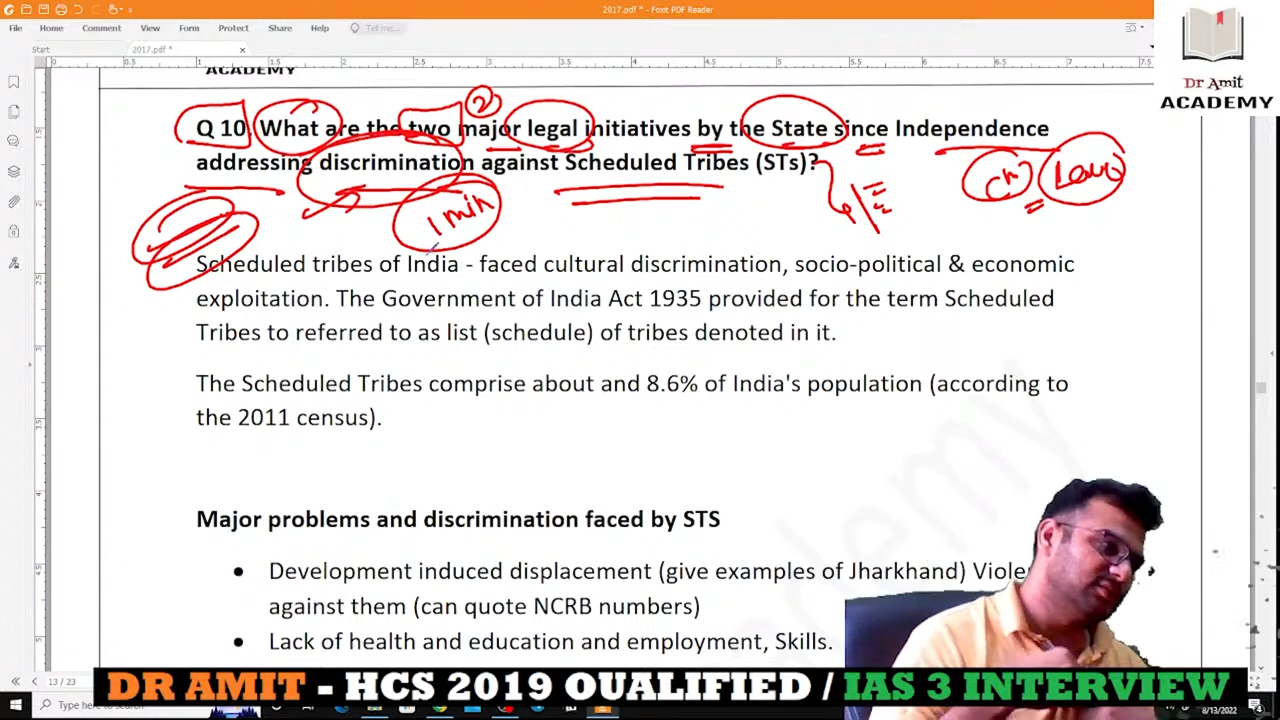 2017.pdf * - Foxit PDF Reader
File Home Comment View Form Protect Share Help Tell me...
Start 2017.pdf *
ACADEMY
Dr Amit
ACADEMY
Q 10. What are the two major legal initiatives by the State since Independence
addressing discrimination against Scheduled Tribes (STs)?
2
Law
1 min
Scheduled tribes of India - faced cultural discrimination, socio-political & economic
exploitation. The Government of India Act 1935 provided for the term Scheduled
Tribes to referred to as list (schedule) of tribes denoted in it.
The Scheduled Tribes comprise about and 8.6% of India's population (according to
the 2011 census).
Major problems and discrimination faced by STS
• Development induced displacement (give examples of Jharkhand) Viole
against them (can quote NCRB numbers)
• Lack of health and education and employment, Skills.
13 / 23
DR AMIT - HCS 2019 QUALIFIED / IAS 3 INTERVIEW
Type here to search
8/13/2022